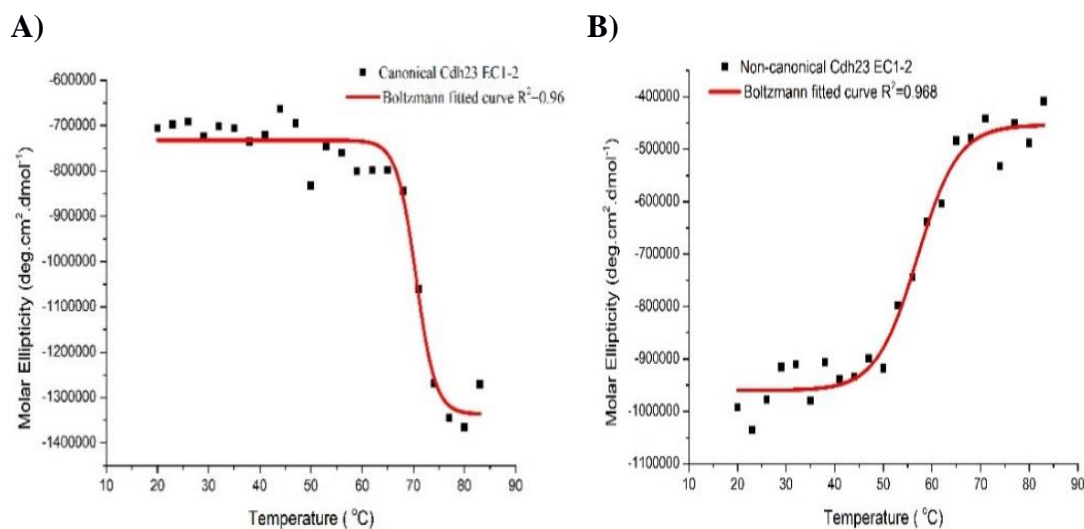 A)
Canonical Cdh23 EC1-2
Boltzmann fitted curve R²=0.96
-600000
-700000
-800000
-900000
-1000000
-1100000
-1200000
-1300000
-1400000
Molar Ellipticity (deg.cm².dmol⁻¹)
10 20 30 40 50 60 70 80 90
Temperature ( °C)
B)
Non-canonical Cdh23 EC1-2
Boltzmann fitted curve R²=0.968
-400000
-500000
-600000
-700000
-800000
-900000
-1000000
-1100000
Molar Ellipticity (deg.cm².dmol⁻¹)
10 20 30 40 50 60 70 80 90
Temperature ( °C)